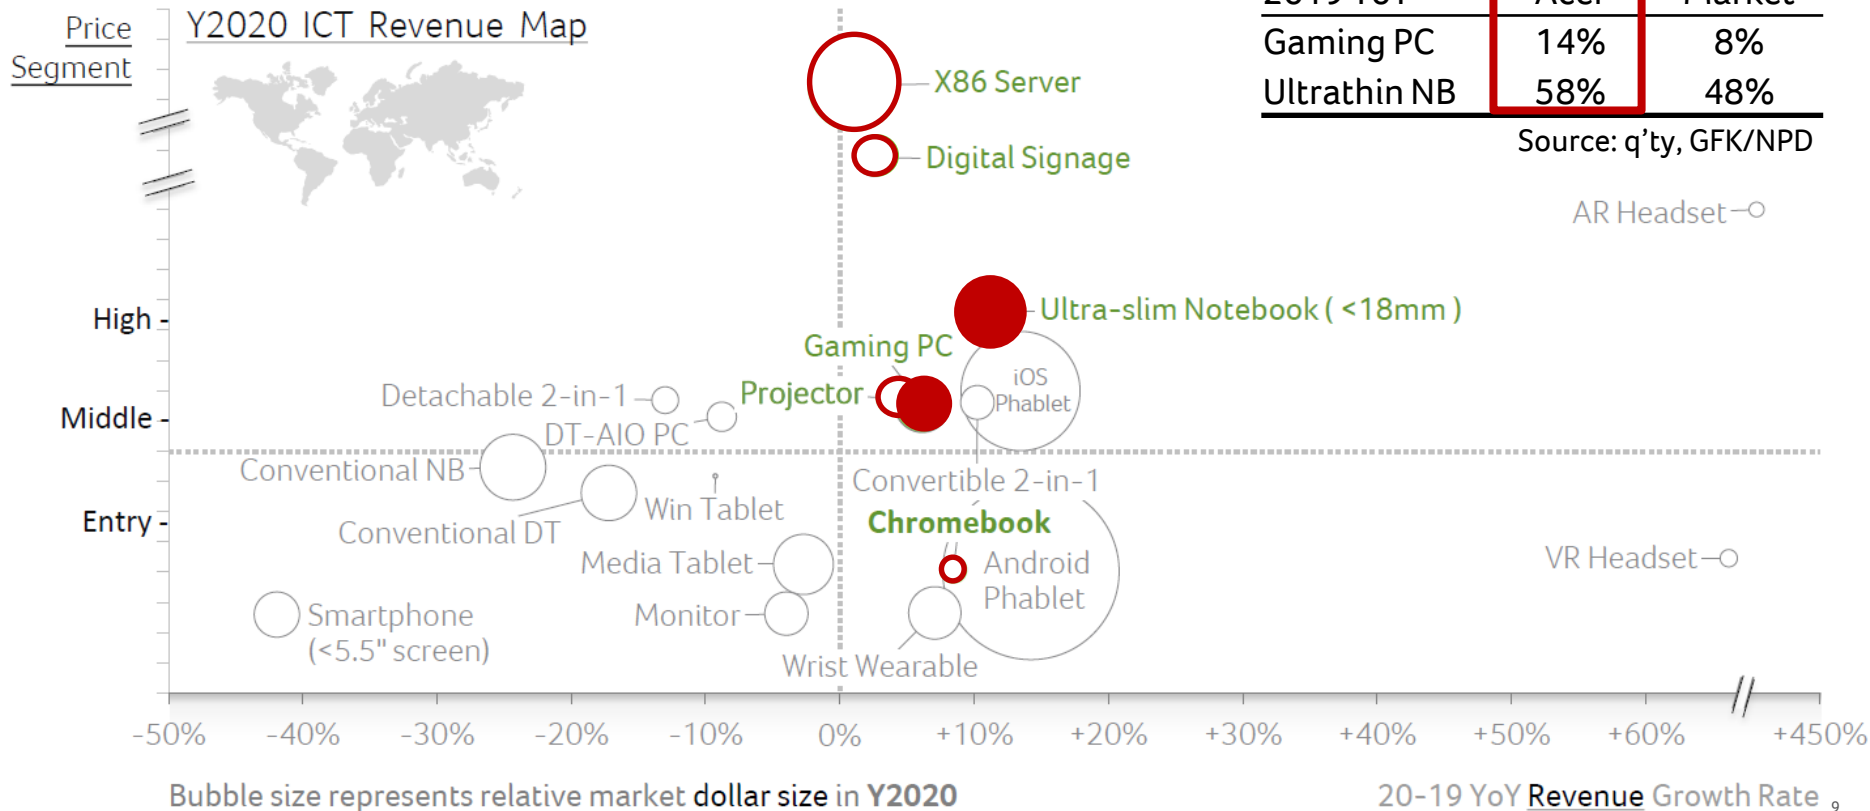 Price
Segment
Y2020 ICT Revenue Map
2019 YoY Acer Market
Gaming PC 14% 8%
Ultrathin NB 58% 48%
Source: q'ty, GFK/NPD
X86 Server
Digital Signage
AR Headset
High
Ultra-slim Notebook ( <18mm )
Gaming PC
Projector
iOS
Phablet
Detachable 2-in-1
Middle
DT-AIO PC
Conventional NB
Convertible 2-in-1
Win Tablet
Entry
Conventional DT
Chromebook
Media Tablet
Android
Phablet
VR Headset
Smartphone
(<5.5" screen)
Monitor
Wrist Wearable
-50% -40% -30% -20% -10% 0% +10% +20% +30% +40% +50% +60% +450%
Bubble size represents relative market dollar size in Y2020
20-19 YoY Revenue Growth Rate
9